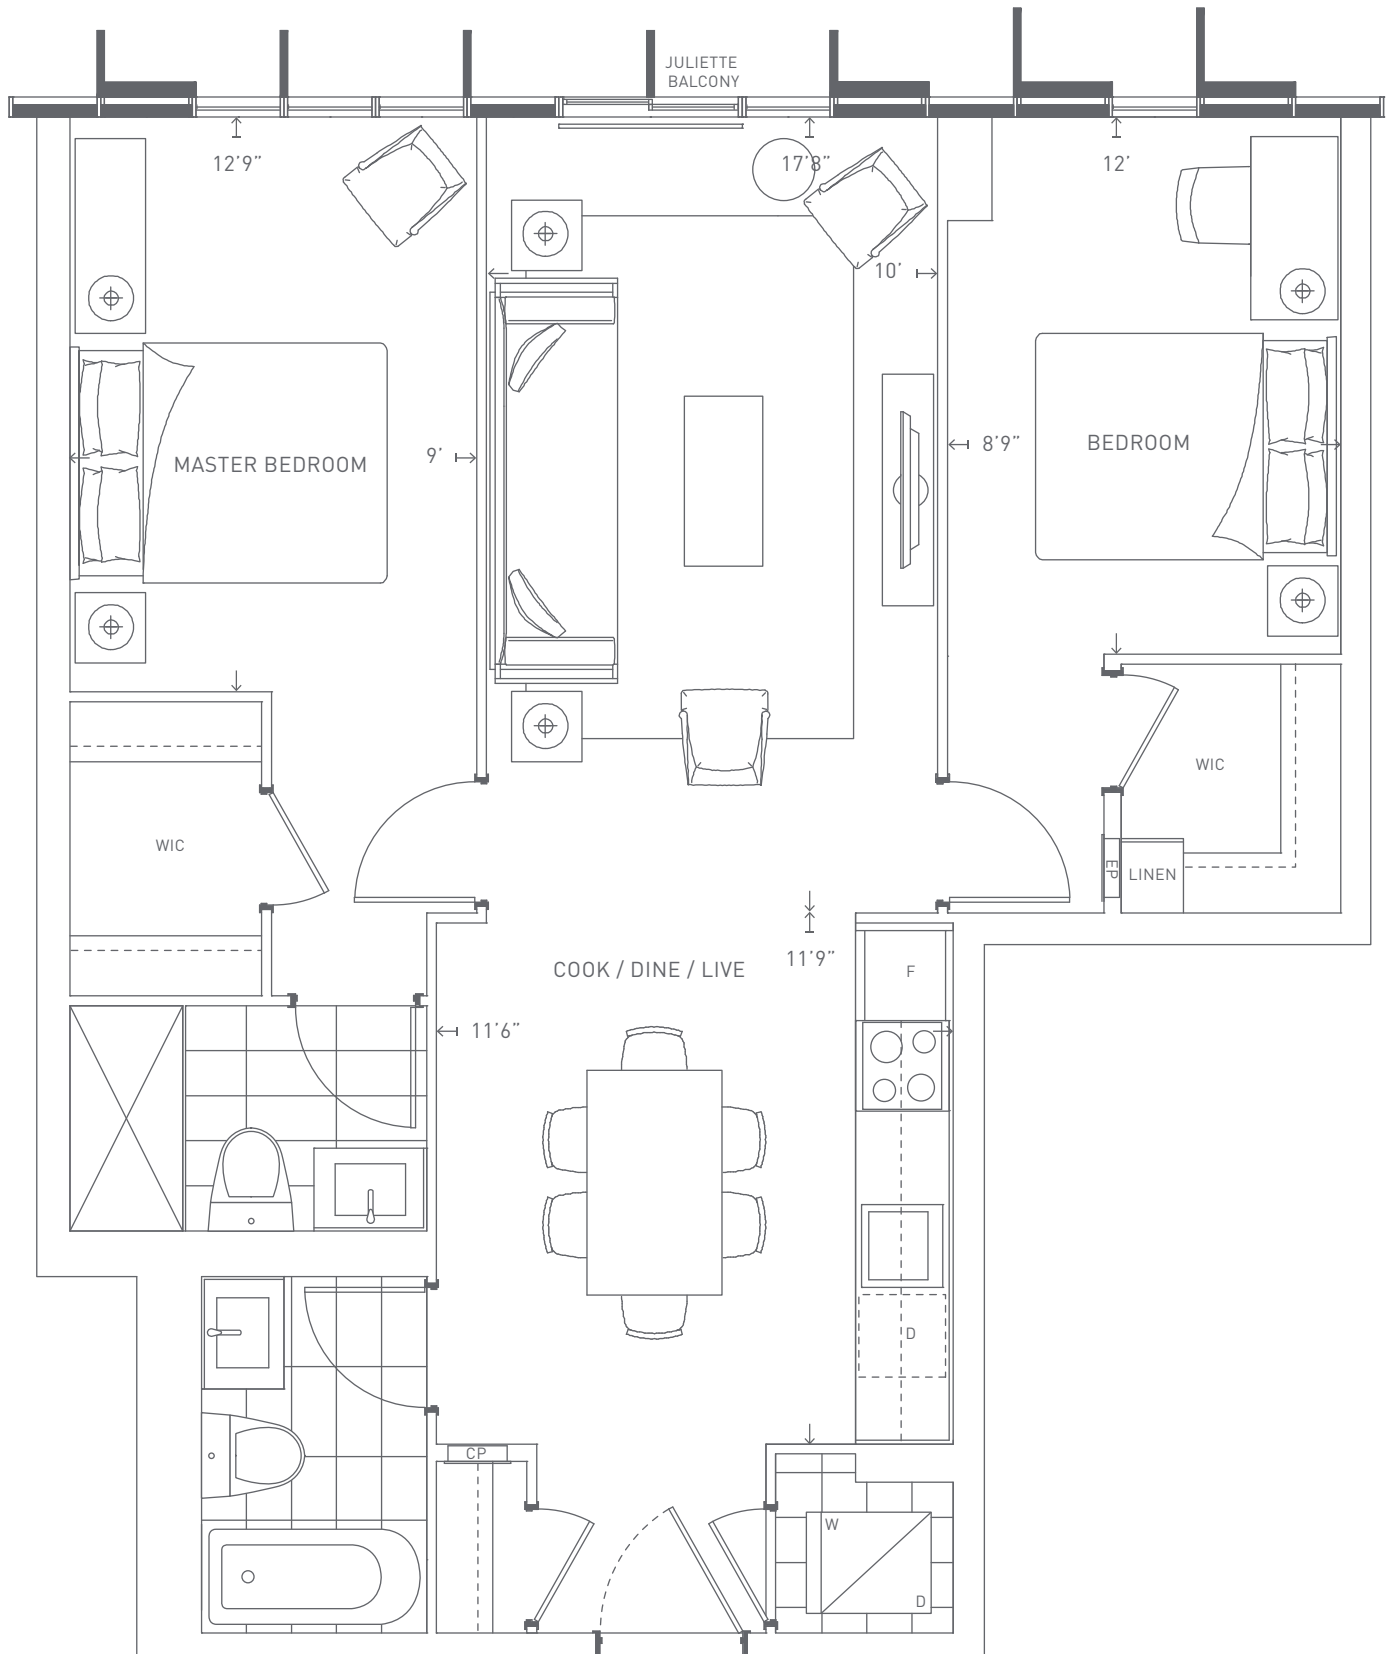 JULIETTE
BALCONY
12'9"
17'8"
12'
10'
MASTER BEDROOM
9'
8'9"
BEDROOM
WIC
WIC
EP
LINEN
COOK / DINE / LIVE
11'9"
F
11'6"
D
CP
W
D